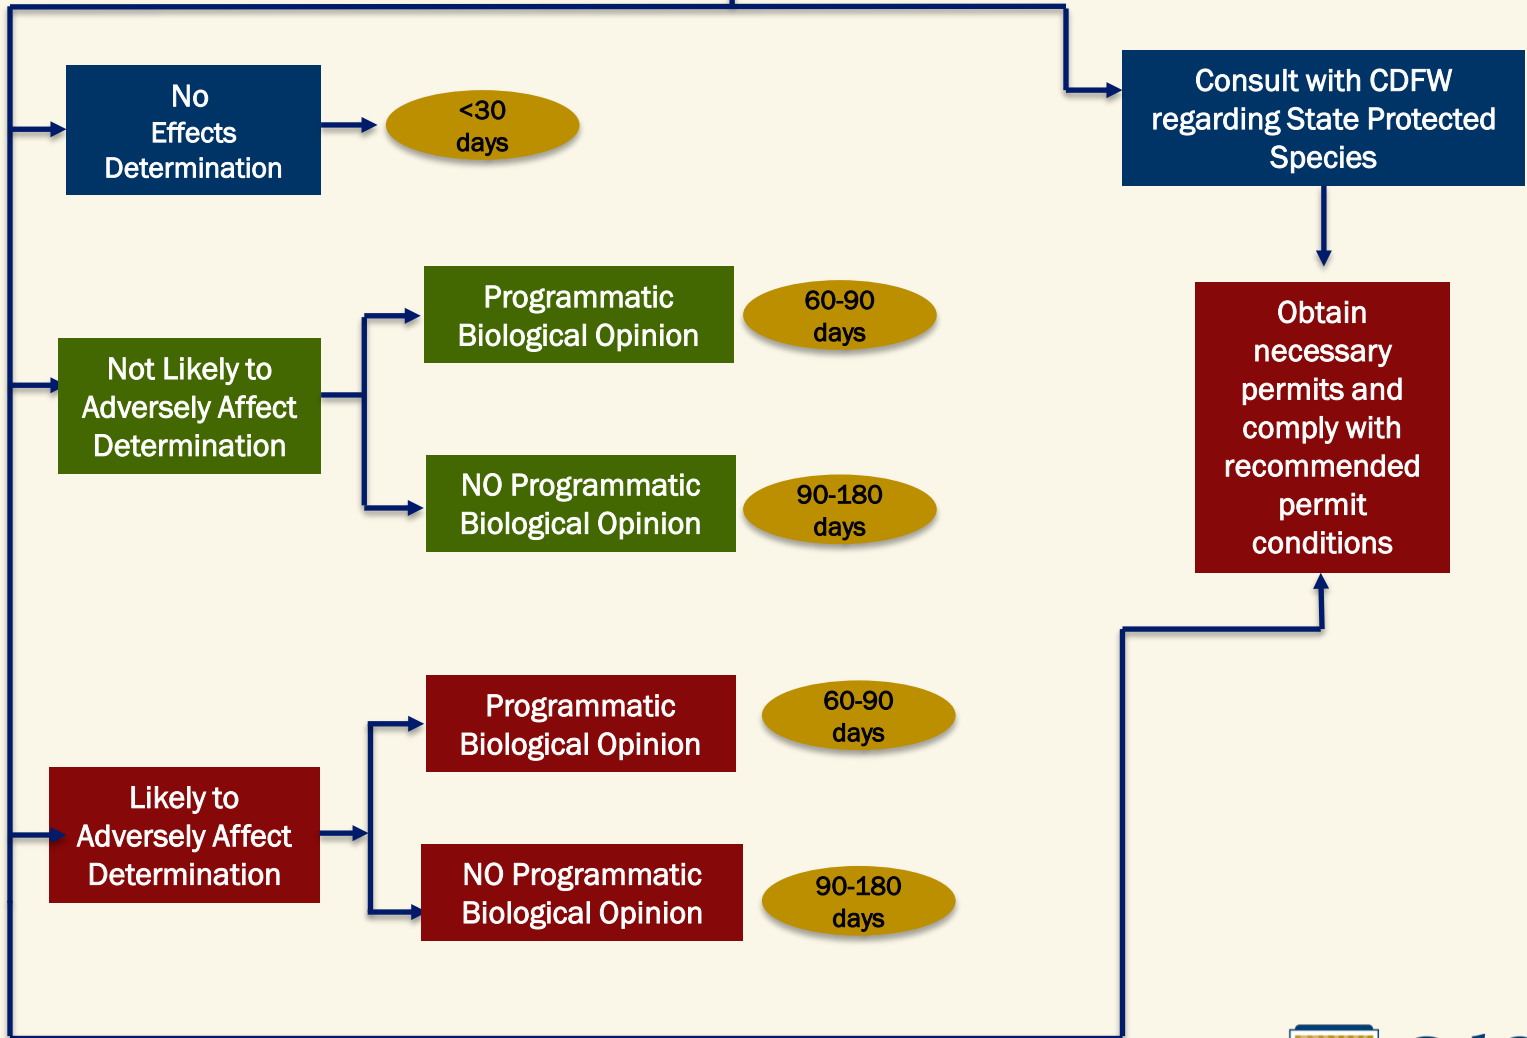 No
Effects
Determination
<30
days
Consult with CDFW
regarding State Protected
Species
Programmatic
Biological Opinion
60-90
days
Not Likely to
Adversely Affect
Determination
NO Programmatic
Biological Opinion
90-180
days
Obtain
necessary
permits and
comply with
recommended
permit
conditions
Programmatic
Biological Opinion
60-90
days
Likely to
Adversely Affect
Determination
NO Programmatic
Biological Opinion
90-180
days